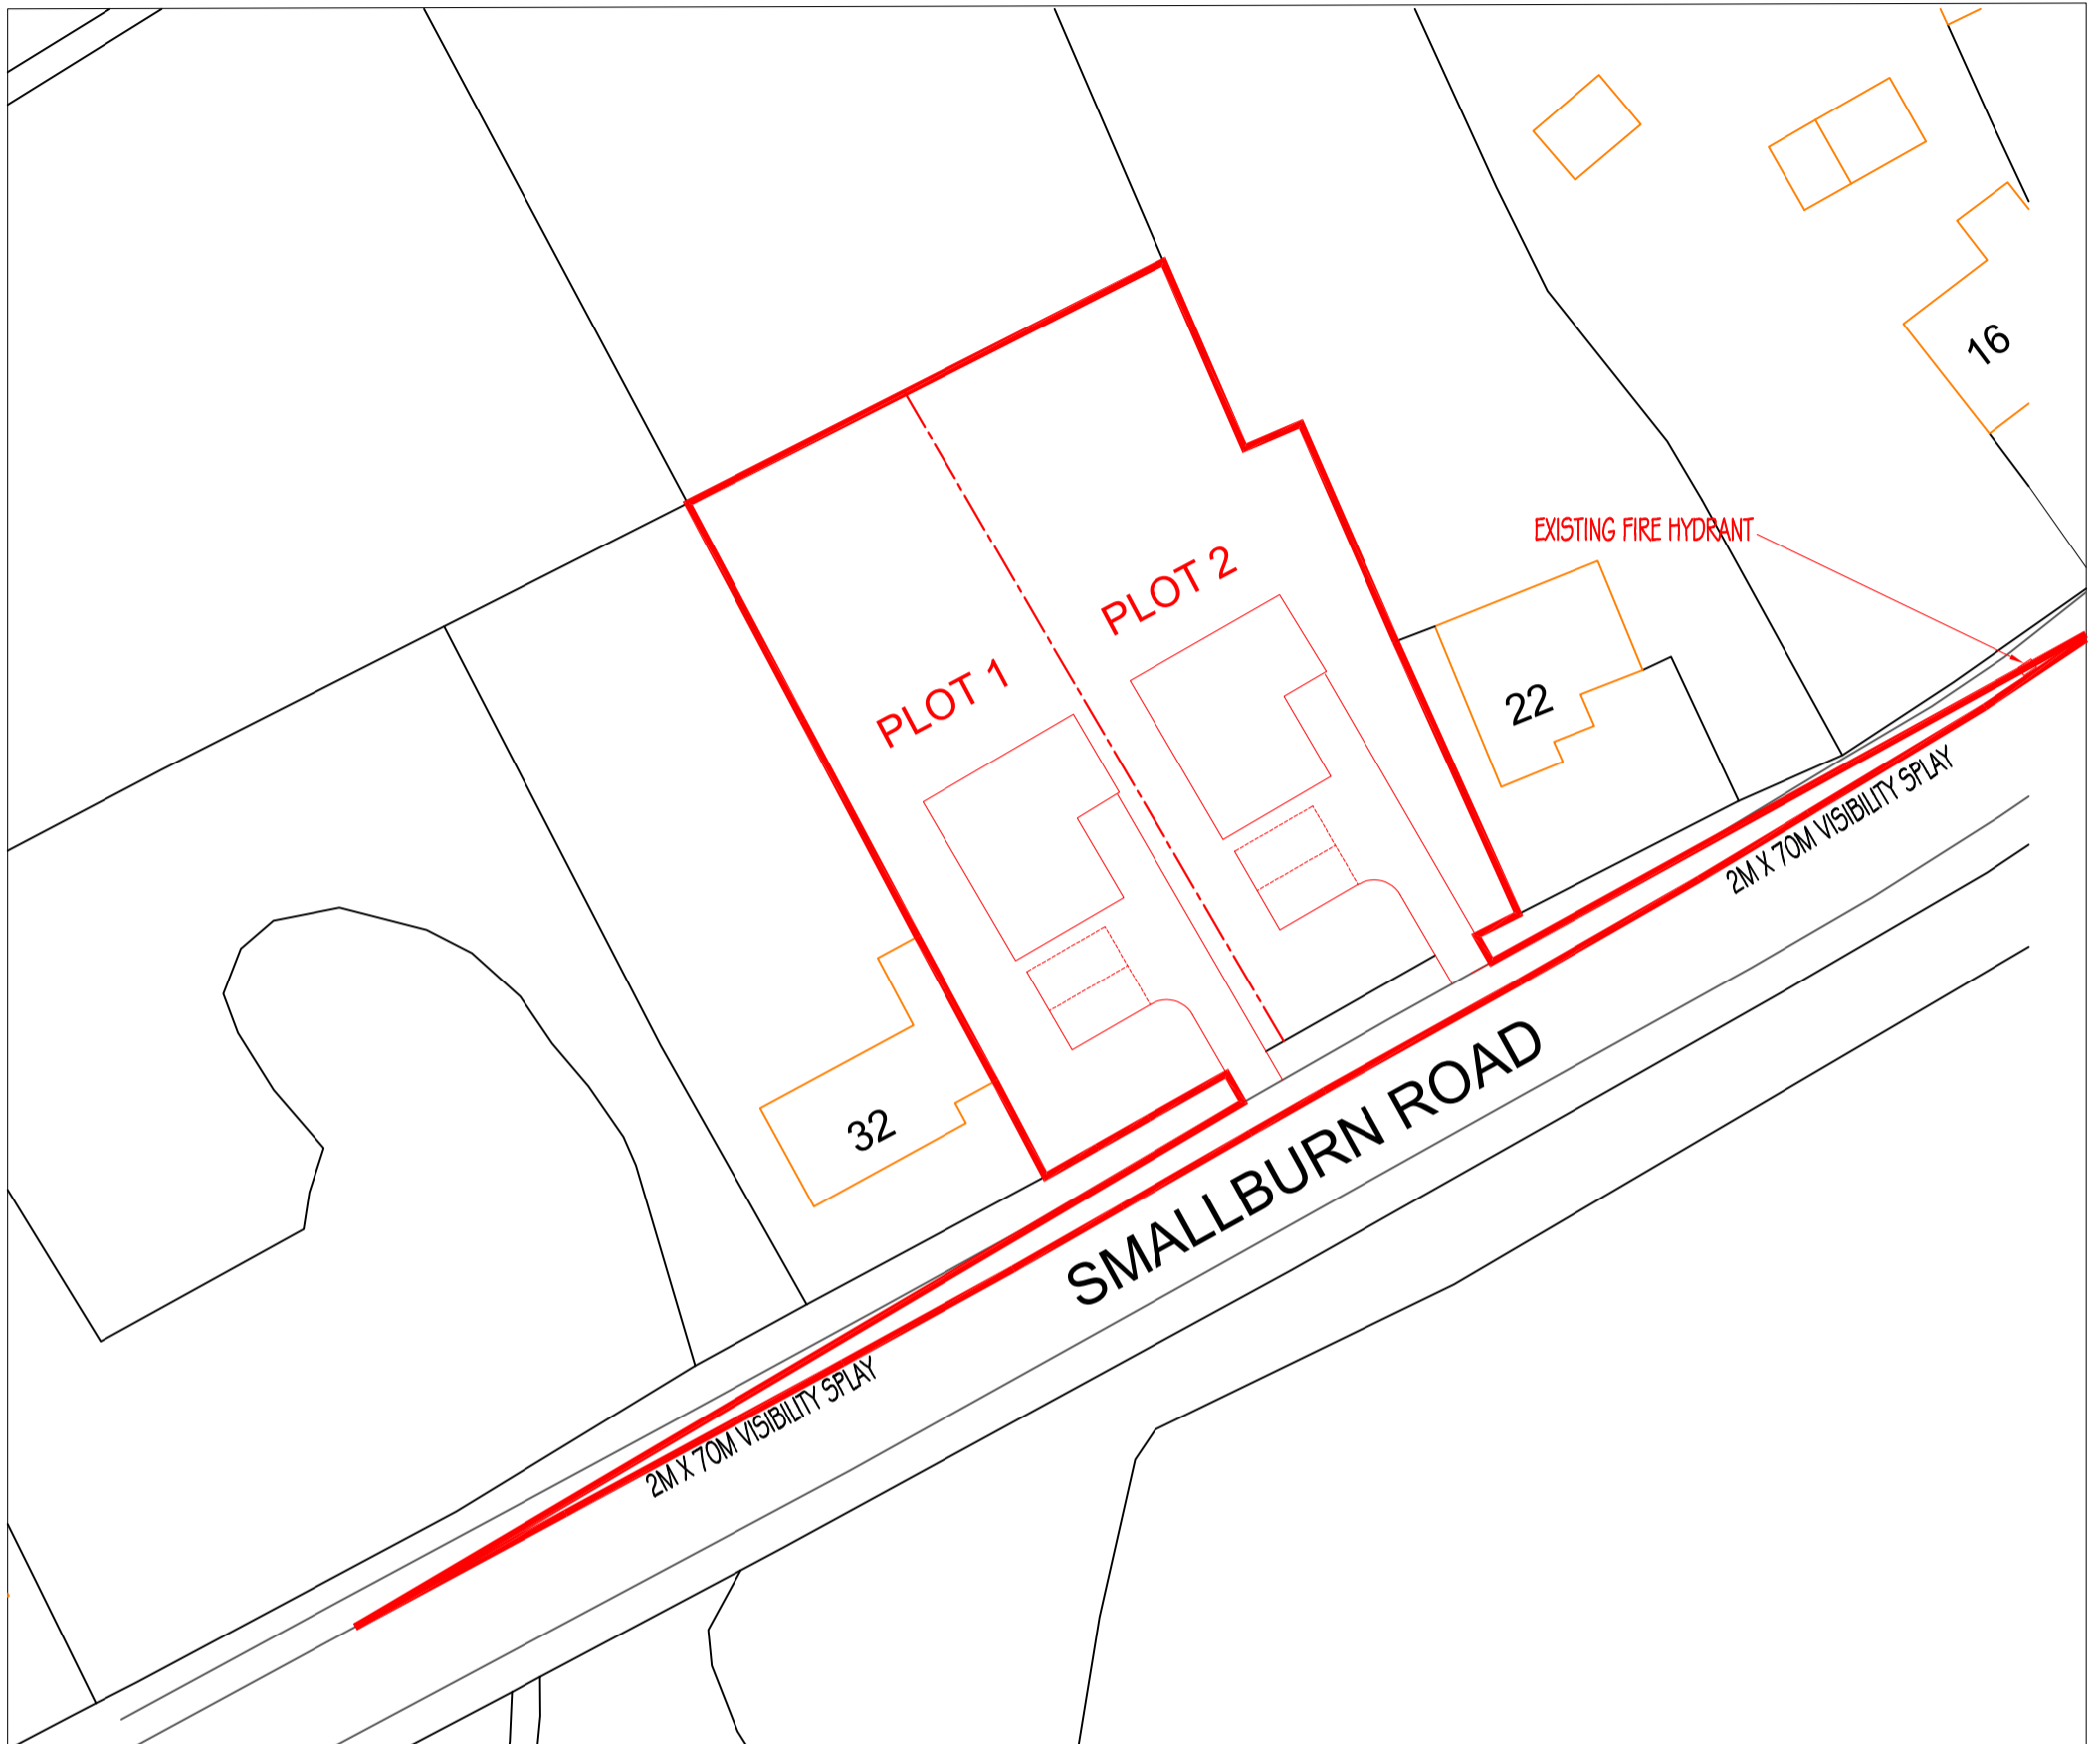 16
EXISTING FIRE HYDRANT
PLOT 2
PLOT 1
22
2M X 70M VISIBILITY SPLAY
32
SMALLBURN ROAD
2M X 70M VISIBILITY SPLAY